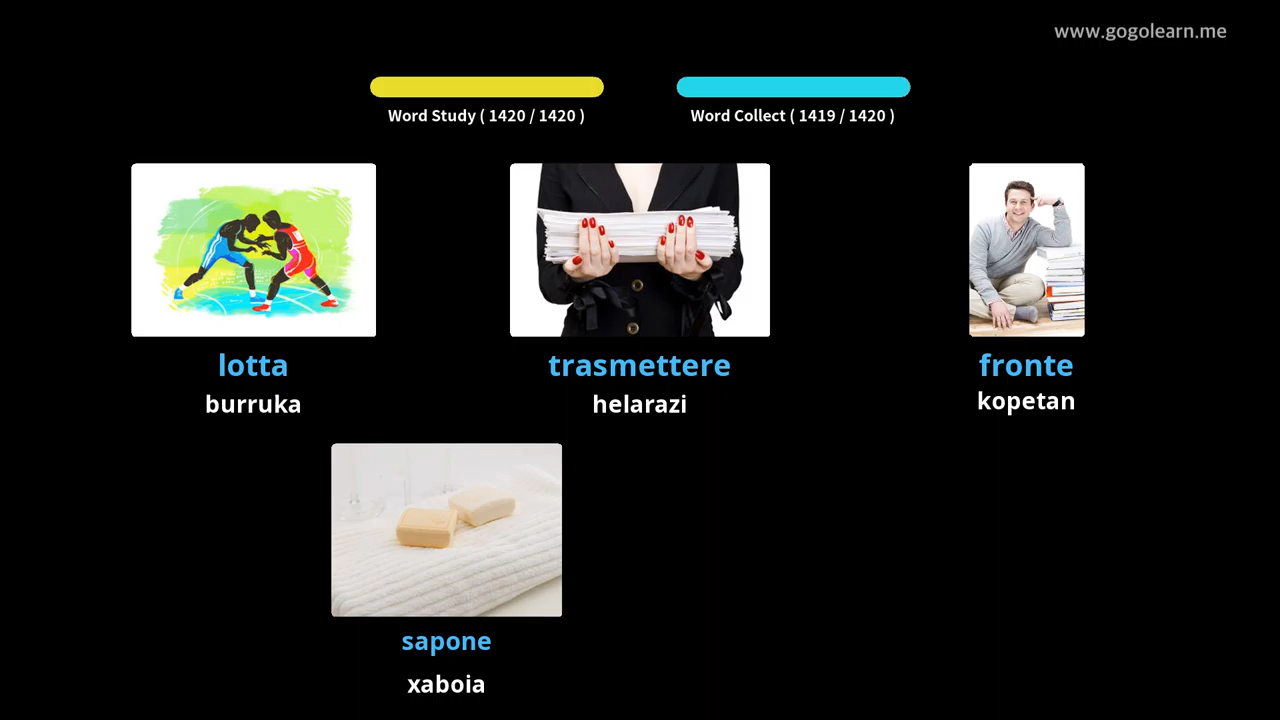 www.gogolearn.me
Word Study ( 1420 / 1420 )
Word Collect ( 1419 / 1420 )
lotta
burruka
trasmettere
helarazi
fronte
kopetan
sapone
xaboia